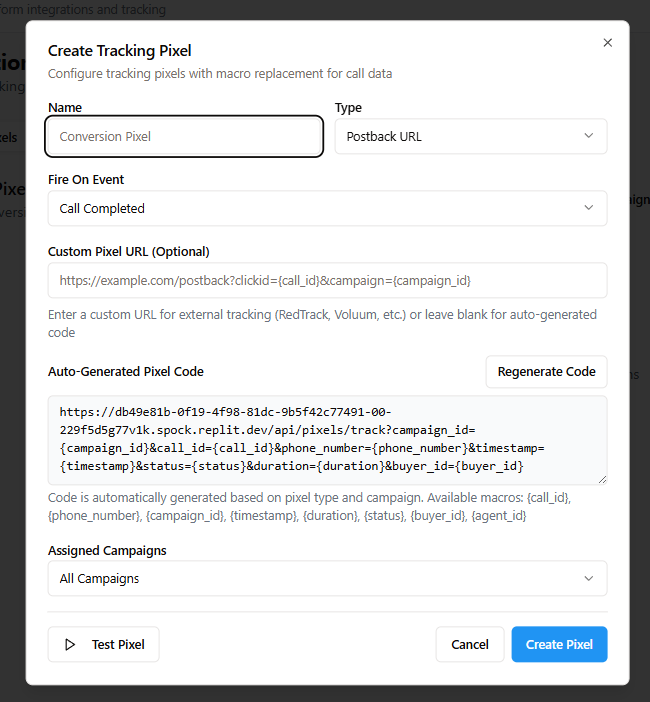 form integrations and tracking
Create Tracking Pixel
Configure tracking pixels with macro replacement for call data
Name
Type
Conversion Pixel
Postback URL
Fire On Event
Call Completed
Custom Pixel URL (Optional)
https://example.com/postback?clickid={call_id}&campaign={campaign_id}
Enter a custom URL for external tracking (RedTrack, Voluum, etc.) or leave blank for auto-generated
code
Auto-Generated Pixel Code
Regenerate Code
https://db49e81b-0f19-4f98-81dc-9b5f42c77491-00-
229f5d5g77v1k.spock.replit.dev/api/pixels/track?campaign_id=
{campaign_id}&call_id={call_id}&phone_number={phone_number}&timestamp=
{timestamp}&status={status}&duration={duration}&buyer_id={buyer_id}
Code is automatically generated based on pixel type and campaign. Available macros: {call_id},
{phone_number}, {campaign_id}, {timestamp}, {duration}, {status}, {buyer_id}, {agent_id}
Assigned Campaigns
All Campaigns
Test Pixel
Cancel
Create Pixel